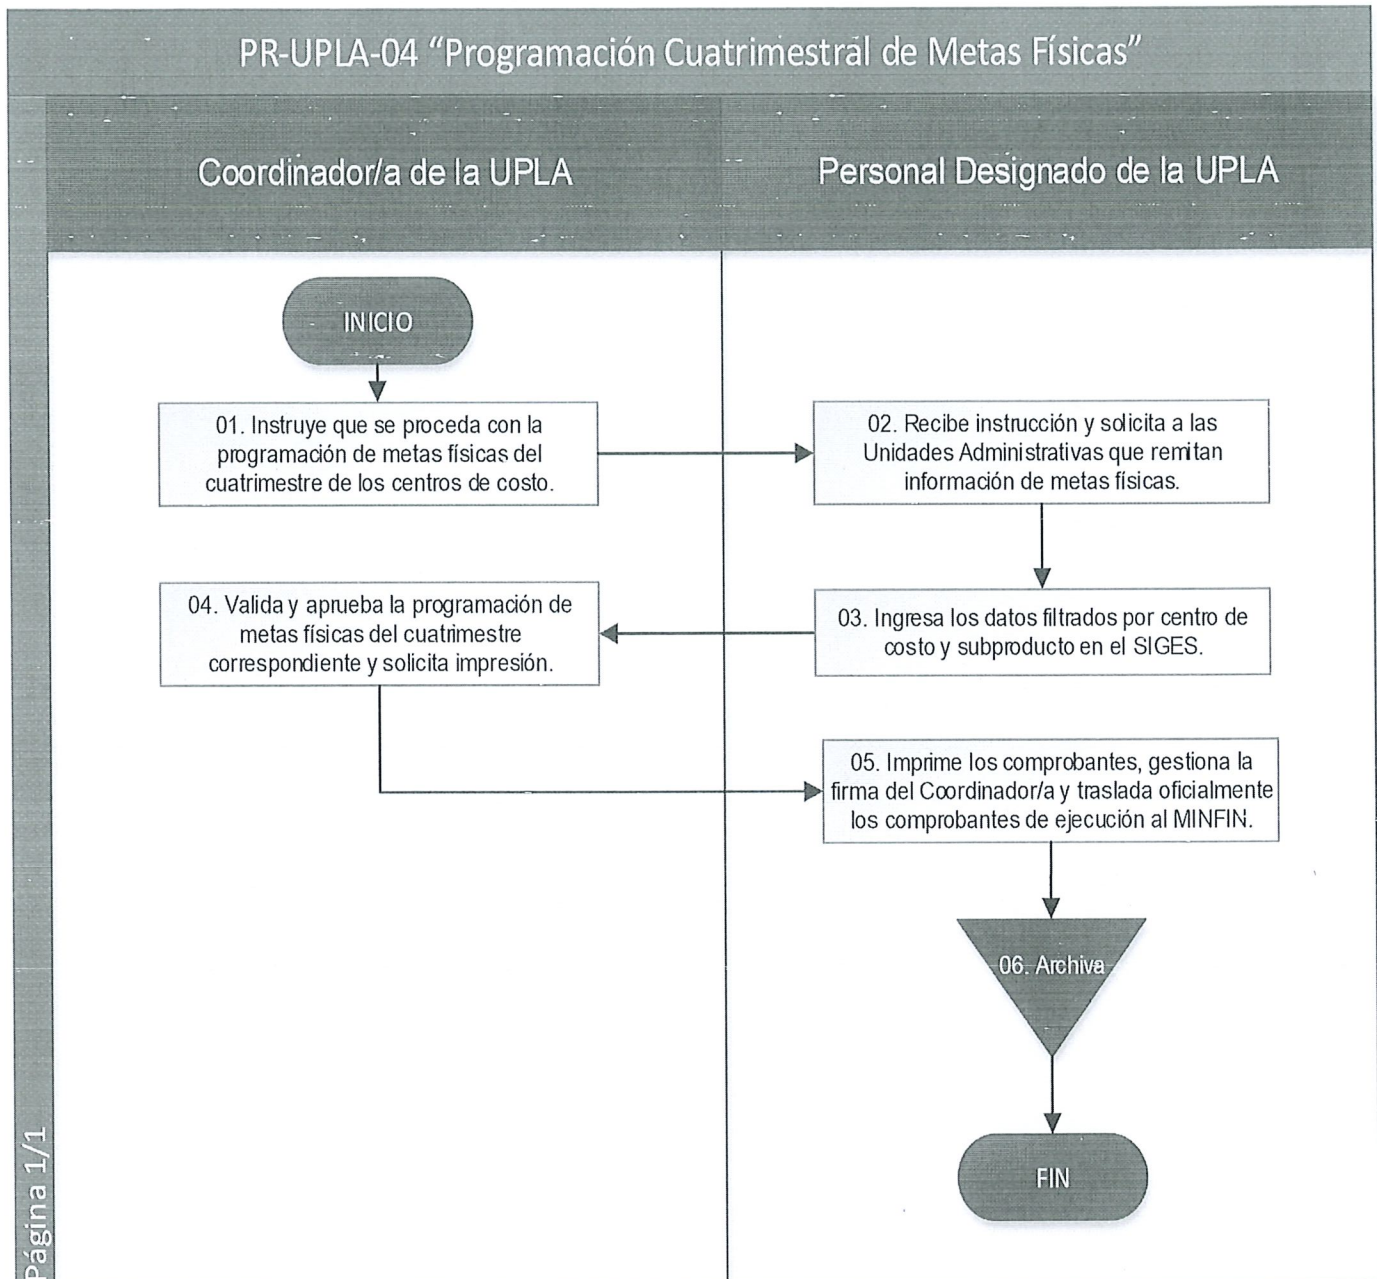 PR-UPLA-04 “Programación Cuatrimestral de Metas Físicas”
Coordinador/a de la UPLA
Personal Designado de la UPLA
INICIO
01. Instruye que se proceda con la
programación de metas físicas del
cuatrimestre de los centros de costo.
02. Recibe instrucción y solicita a las
Unidades Administrativas que remitan
información de metas físicas.
03. Ingresa los datos filtrados por centro de
costo y subproducto en el SIGES.
04. Valida y aprueba la programación de
metas físicas del cuatrimestre
correspondiente y solicita impresión.
05. Imprime los comprobantes, gestiona la
firma del Coordinador/a y traslada oficialmente
los comprobantes de ejecución al MINFIN.
06. Archiva
FIN
Página 1/1